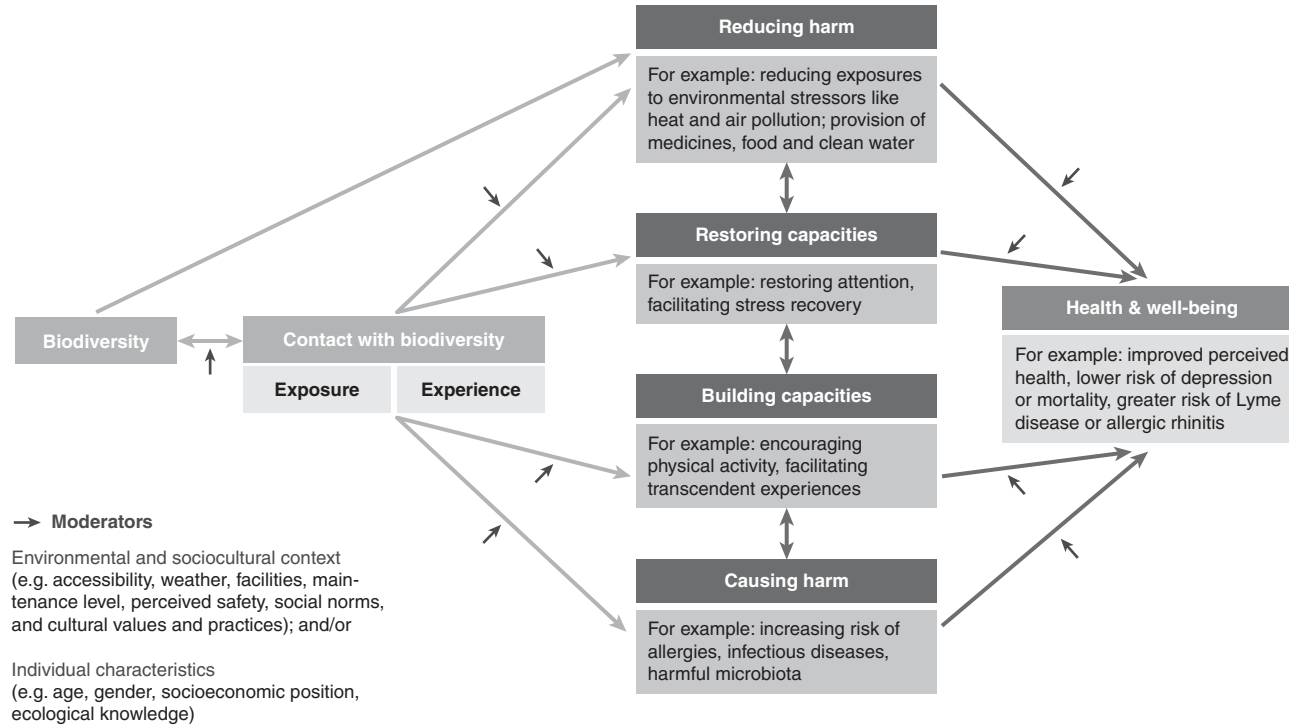 Reducing harm
For example: reducing exposures
to environmental stressors like
heat and air pollution; provision of
medicines, food and clean water
Restoring capacities
For example: restoring attention,
facilitating stress recovery
Biodiversity
Contact with biodiversity
Exposure
Experience
Building capacities
For example: encouraging
physical activity, facilitating
transcendent experiences
Causing harm
For example: increasing risk of
allergies, infectious diseases,
harmful microbiota
Health & well-being
For example: improved perceived
health, lower risk of depression
or mortality, greater risk of Lyme
disease or allergic rhinitis
Moderators
Environmental and sociocultural context
(e.g. accessibility, weather, facilities, main-
tenance level, perceived safety, social norms,
and cultural values and practices); and/or
Individual characteristics
(e.g. age, gender, socioeconomic position,
ecological knowledge)